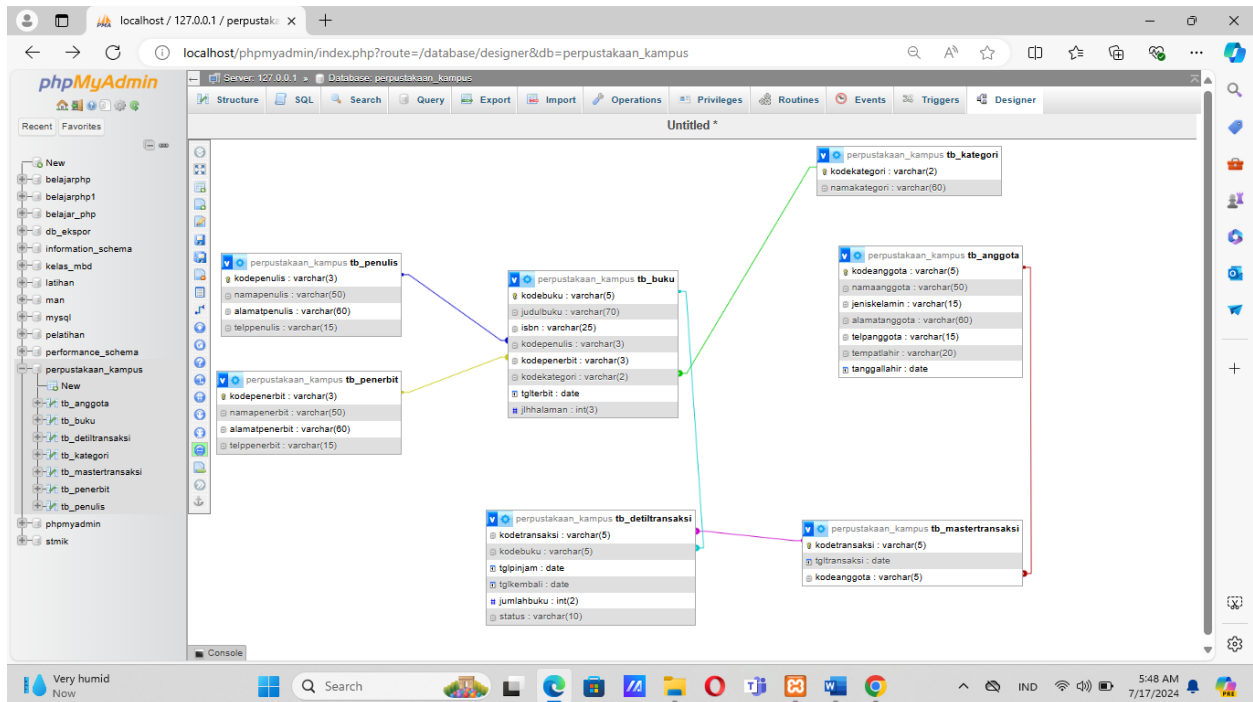 localhost / 127.0.0.1 / perpustaka
localhost/phpmyadmin/index.php?route=/database/designer&db=perpustakaan_kampus
phpMyAdmin
Recent Favorites
New
belajarphp
belajarphp1
belajar_php
db_ekspor
information_schema
kelas_mbd
latihan
man
mysql
pelatihan
performance_schema
perpustakaan_kampus
New
tb_anggota
tb_buku
tb_detiltransaksi
tb_kategori
tb_mastertransaksi
tb_penerbit
tb_penulis
phpmyadmin
stmik
Server: 127.0.0.1 » Database: perpustakaan_kampus
Structure SQL Search Query Export Import Operations Privileges Routines Events Triggers Designer
Untitled *
perpustakaan_kampus tb_kategori
kodekategori : varchar(2)
namakategori : varchar(60)
perpustakaan_kampus tb_penulis
kodepenulis : varchar(3)
namapenulis : varchar(50)
alamatpenulis : varchar(60)
telppenulis : varchar(15)
perpustakaan_kampus tb_buku
kodebuku : varchar(5)
judulbuku : varchar(70)
isbn : varchar(25)
kodepenulis : varchar(3)
kodepenerbit : varchar(3)
kodekategori : varchar(2)
tglterbit : date
jlhhalaman : int(3)
perpustakaan_kampus tb_anggota
kodeanggota : varchar(5)
namaanggota : varchar(50)
jeniskelamin : varchar(15)
alamatanggota : varchar(60)
telpanggota : varchar(15)
tempatlahir : varchar(20)
tanggallahir : date
perpustakaan_kampus tb_penerbit
kodepenerbit : varchar(3)
namapenerbit : varchar(50)
alamatpenerbit : varchar(60)
telppenerbit : varchar(15)
perpustakaan_kampus tb_detiltransaksi
kodetransaksi : varchar(5)
kodebuku : varchar(5)
tglpinjam : date
tglkembali : date
jumlahbuku : int(2)
status : varchar(10)
perpustakaan_kampus tb_mastertransaksi
kodetransaksi : varchar(5)
tgltransaksi : date
kodeanggota : varchar(5)
Console
Very humid
Now
Search
IND
5:48 AM
7/17/2024